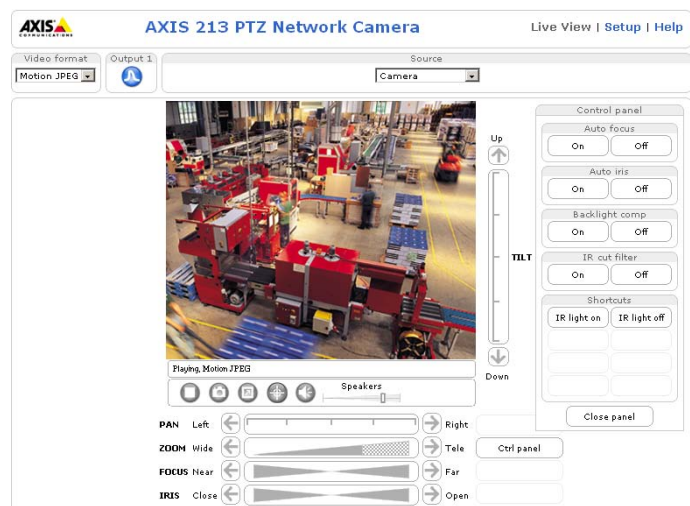 AXIS
COMMUNICATIONS
AXIS 213 PTZ Network Camera
Live View | Setup | Help
Video format
Motion JPEG
Output 1
Source
Camera
Up
TILT
Down
Control panel
Auto focus
On Off
Auto iris
On Off
Backlight comp
On Off
IR cut filter
On Off
Shortcuts
IR light on IR light off
Close panel
Playing, Motion JPEG
Speakers
PAN Left Right
ZOOM Wide Tele
Ctrl panel
FOCUS Near Far
IRIS Close Open